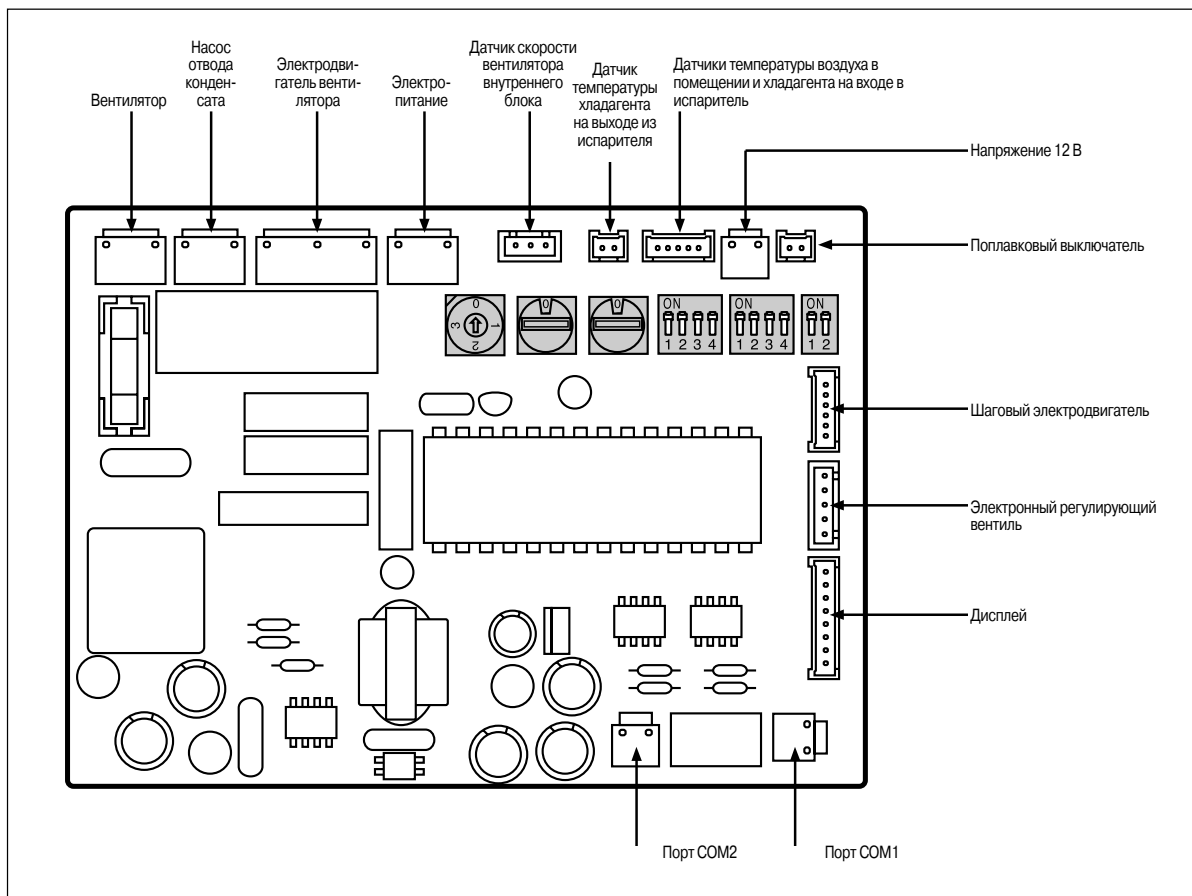 Вентилятор
Насос
отвода
конден-
сата
Электродви-
гатель венти-
лятора
Электро-
питание
Датчик скорости
вентилятора
внутреннего
блока
Датчик
температуры
хладагента
на выходе из
испарителя
Датчики температуры воздуха в
помещении и хладагента на входе в
испаритель
Напряжение 12 В
Поплавковый выключатель
0
1
2
3
0
0
ON
1 2 3 4
ON
1 2 3 4
ON
1 2
Шаговый электродвигатель
Электронный регулирующий
вентиль
Дисплей
Порт COM2
Порт COM1